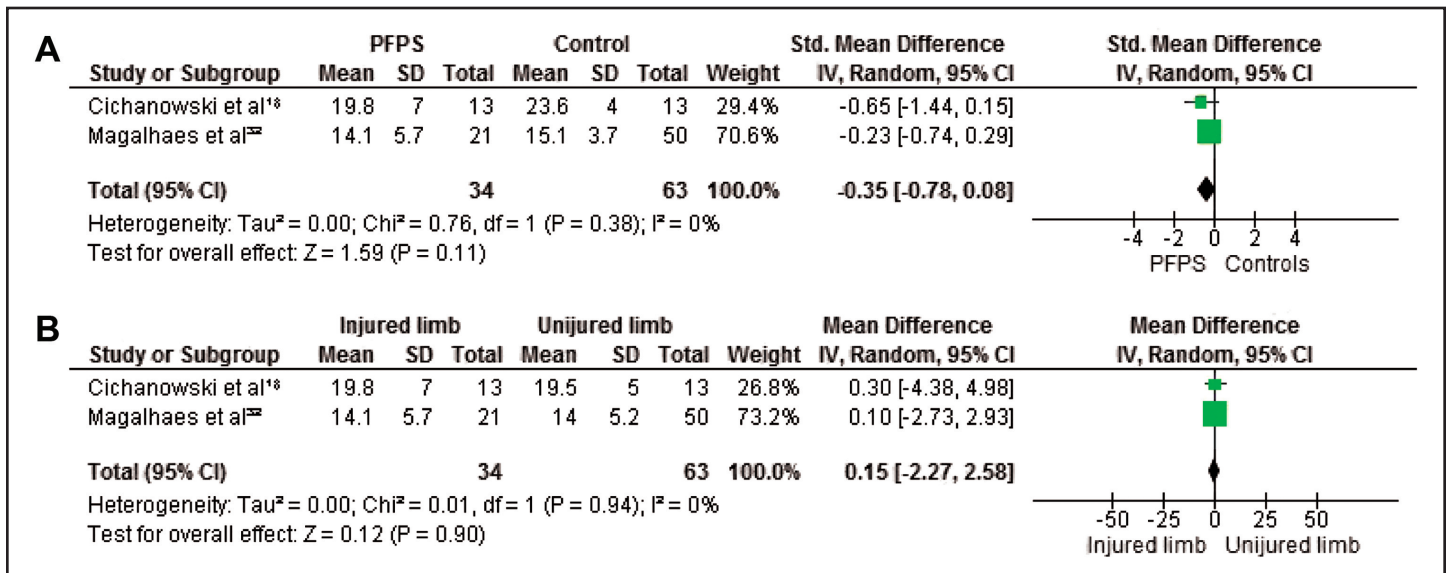 A
PFPS Control Std. Mean Difference Std. Mean Difference
Study or Subgroup Mean SD Total Mean SD Total Weight IV, Random, 95% CI IV, Random, 95% CI
Cichanowski et al¹⁸ 19.8 7 13 23.6 4 13 29.4% -0.65 [-1.44, 0.15]
Magalhaes et al 14.1 5.7 21 15.1 3.7 50 70.6% -0.23 [-0.74, 0.29]
Total (95% CI) 34 63 100.0% -0.35 [-0.78, 0.08]
Heterogeneity: Tau² = 0.00; Chi² = 0.76, df = 1 (P = 0.38); I² = 0%
Test for overall effect: Z = 1.59 (P = 0.11)
-4 -2 0 2 4
PFPS Controls
B
Injured limb Unijured limb Mean Difference Mean Difference
Study or Subgroup Mean SD Total Mean SD Total Weight IV, Random, 95% CI IV, Random, 95% CI
Cichanowski et al¹⁸ 19.8 7 13 19.5 5 13 26.8% 0.30 [-4.38, 4.98]
Magalhaes et al 14.1 5.7 21 14 5.2 50 73.2% 0.10 [-2.73, 2.93]
Total (95% CI) 34 63 100.0% 0.15 [-2.27, 2.58]
Heterogeneity: Tau² = 0.00; Chi² = 0.01, df = 1 (P = 0.94); I² = 0%
Test for overall effect: Z = 0.12 (P = 0.90)
-50 -25 0 25 50
Injured limb Unijured limb